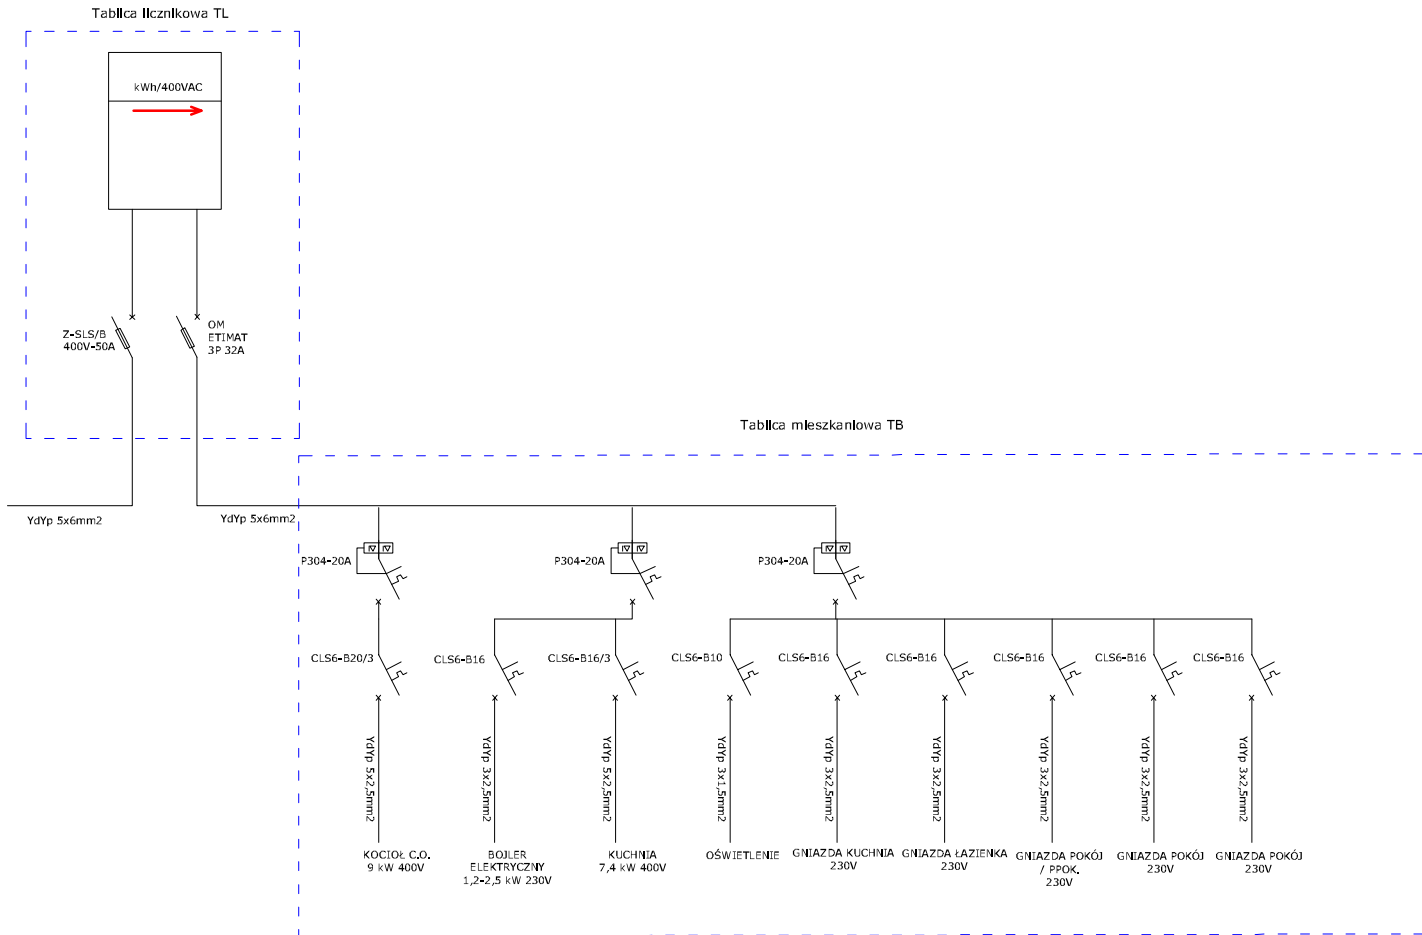 Tablica licznikowa TL
kWh/400VAC
Z-SLS/B
400V-50A
OM
ETIMAT
3P 32A
Tablica mieszkaniowa TB
YdYp 5x6mm2
YdYp 5x6mm2
P304-20A
P304-20A
P304-20A
CLS6-B20/3
CLS6-B16
CLS6-B16/3
CLS6-B10
CLS6-B16
CLS6-B16
CLS6-B16
CLS6-B16
CLS6-B16
YdYp 5x2,5mm2
YdYp 3x2,5mm2
YdYp 5x2,5mm2
YdYp 3x1,5mm2
YdYp 3x2,5mm2
YdYp 3x2,5mm2
YdYp 3x2,5mm2
YdYp 3x2,5mm2
YdYp 3x2,5mm2
KOCIOŁ C.O.
9 kW 400V
BOJLER
ELEKTRYCZNY
1,2-2,5 kW 230V
KUCHNIA
7,4 kW 400V
OŚWIETLENIE
GNIAZDA KUCHNIA
230V
GNIAZDA ŁAZIENKA
230V
GNIAZDA POKÓJ
/ PPOK.
230V
GNIAZDA POKÓJ
230V
GNIAZDA POKÓJ
230V